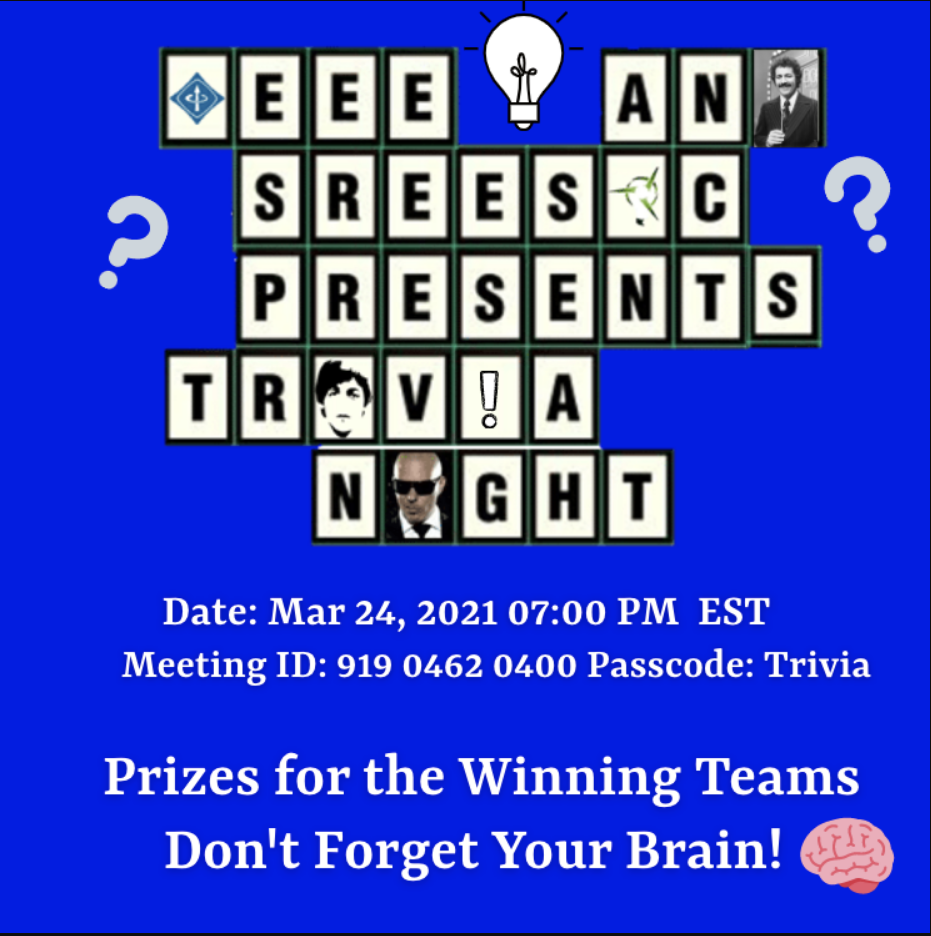 EEE AN
SREES C
PRESENTS
TR V ! A
N GHT
Date: Mar 24, 2021 07:00 PM EST
Meeting ID: 919 0462 0400 Passcode: Trivia
Prizes for the Winning Teams
Don't Forget Your Brain!